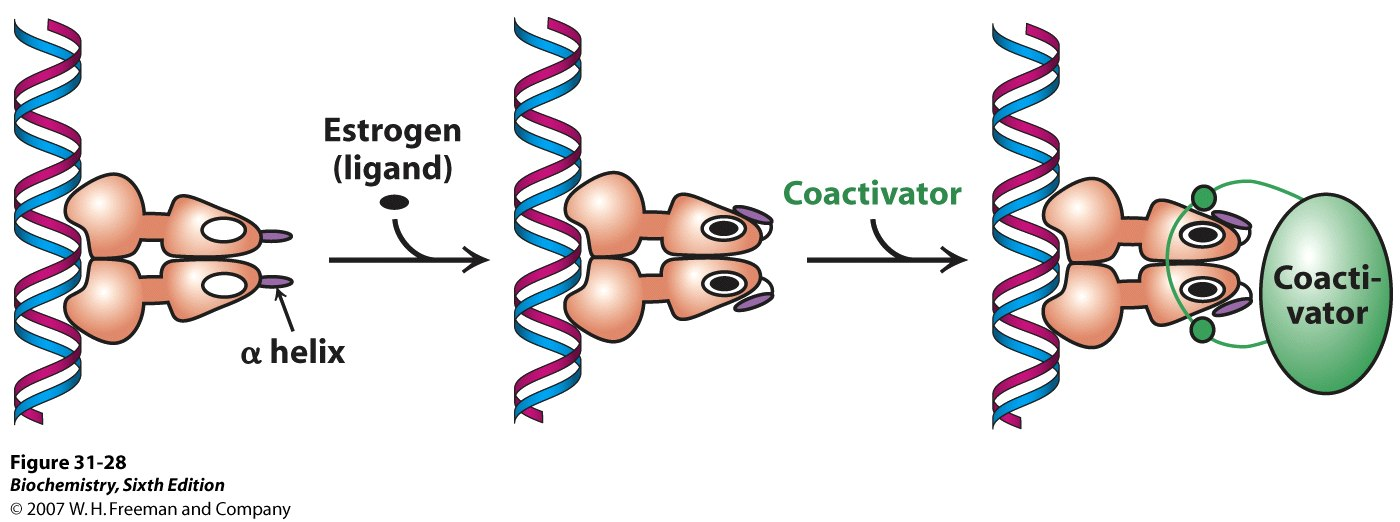 Estrogen
(ligand)
α helix
Coactivator
Coacti-
vator
Figure 31-28
Biochemistry, Sixth Edition
© 2007 W. H. Freeman and Company